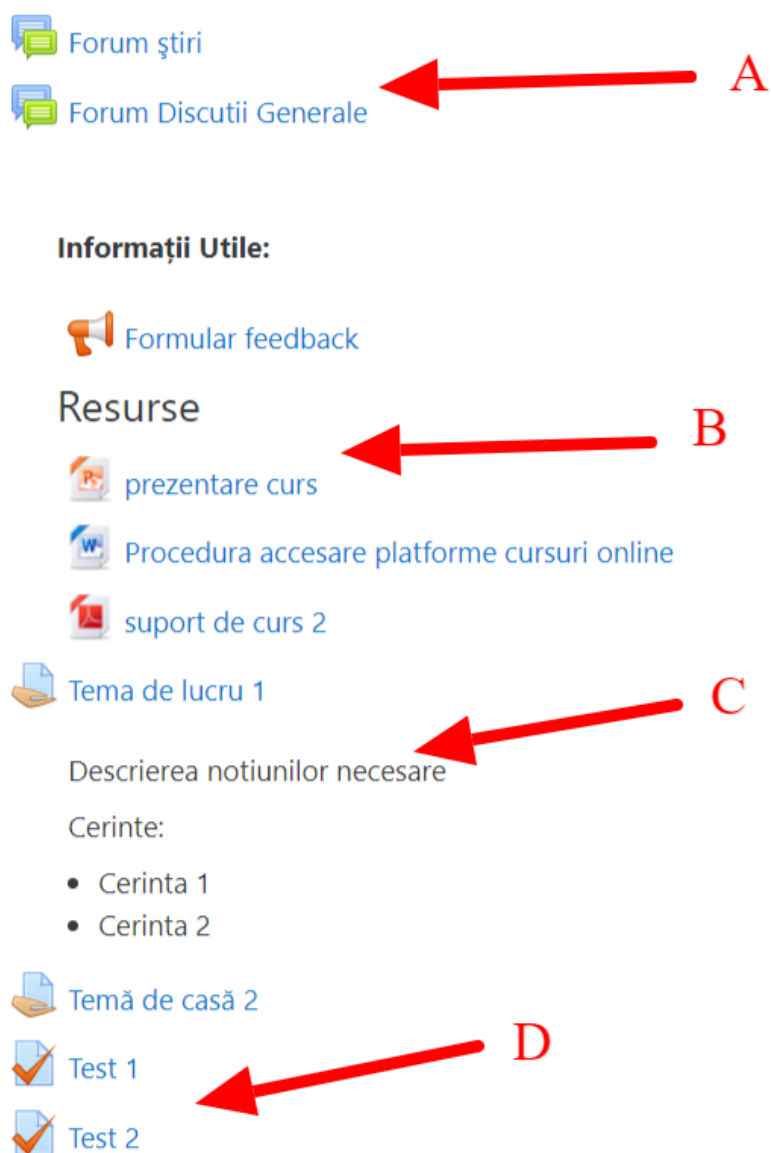 Forum ştiri
A
Forum Discutii Generale
Informații Utile:
Formular feedback
Resurse
B
prezentare curs
Procedura accesare platforme cursuri online
suport de curs 2
Tema de lucru 1
C
Descrierea notiunilor necesare
Cerinte:
• Cerinta 1
• Cerinta 2
Temă de casă 2
D
Test 1
Test 2